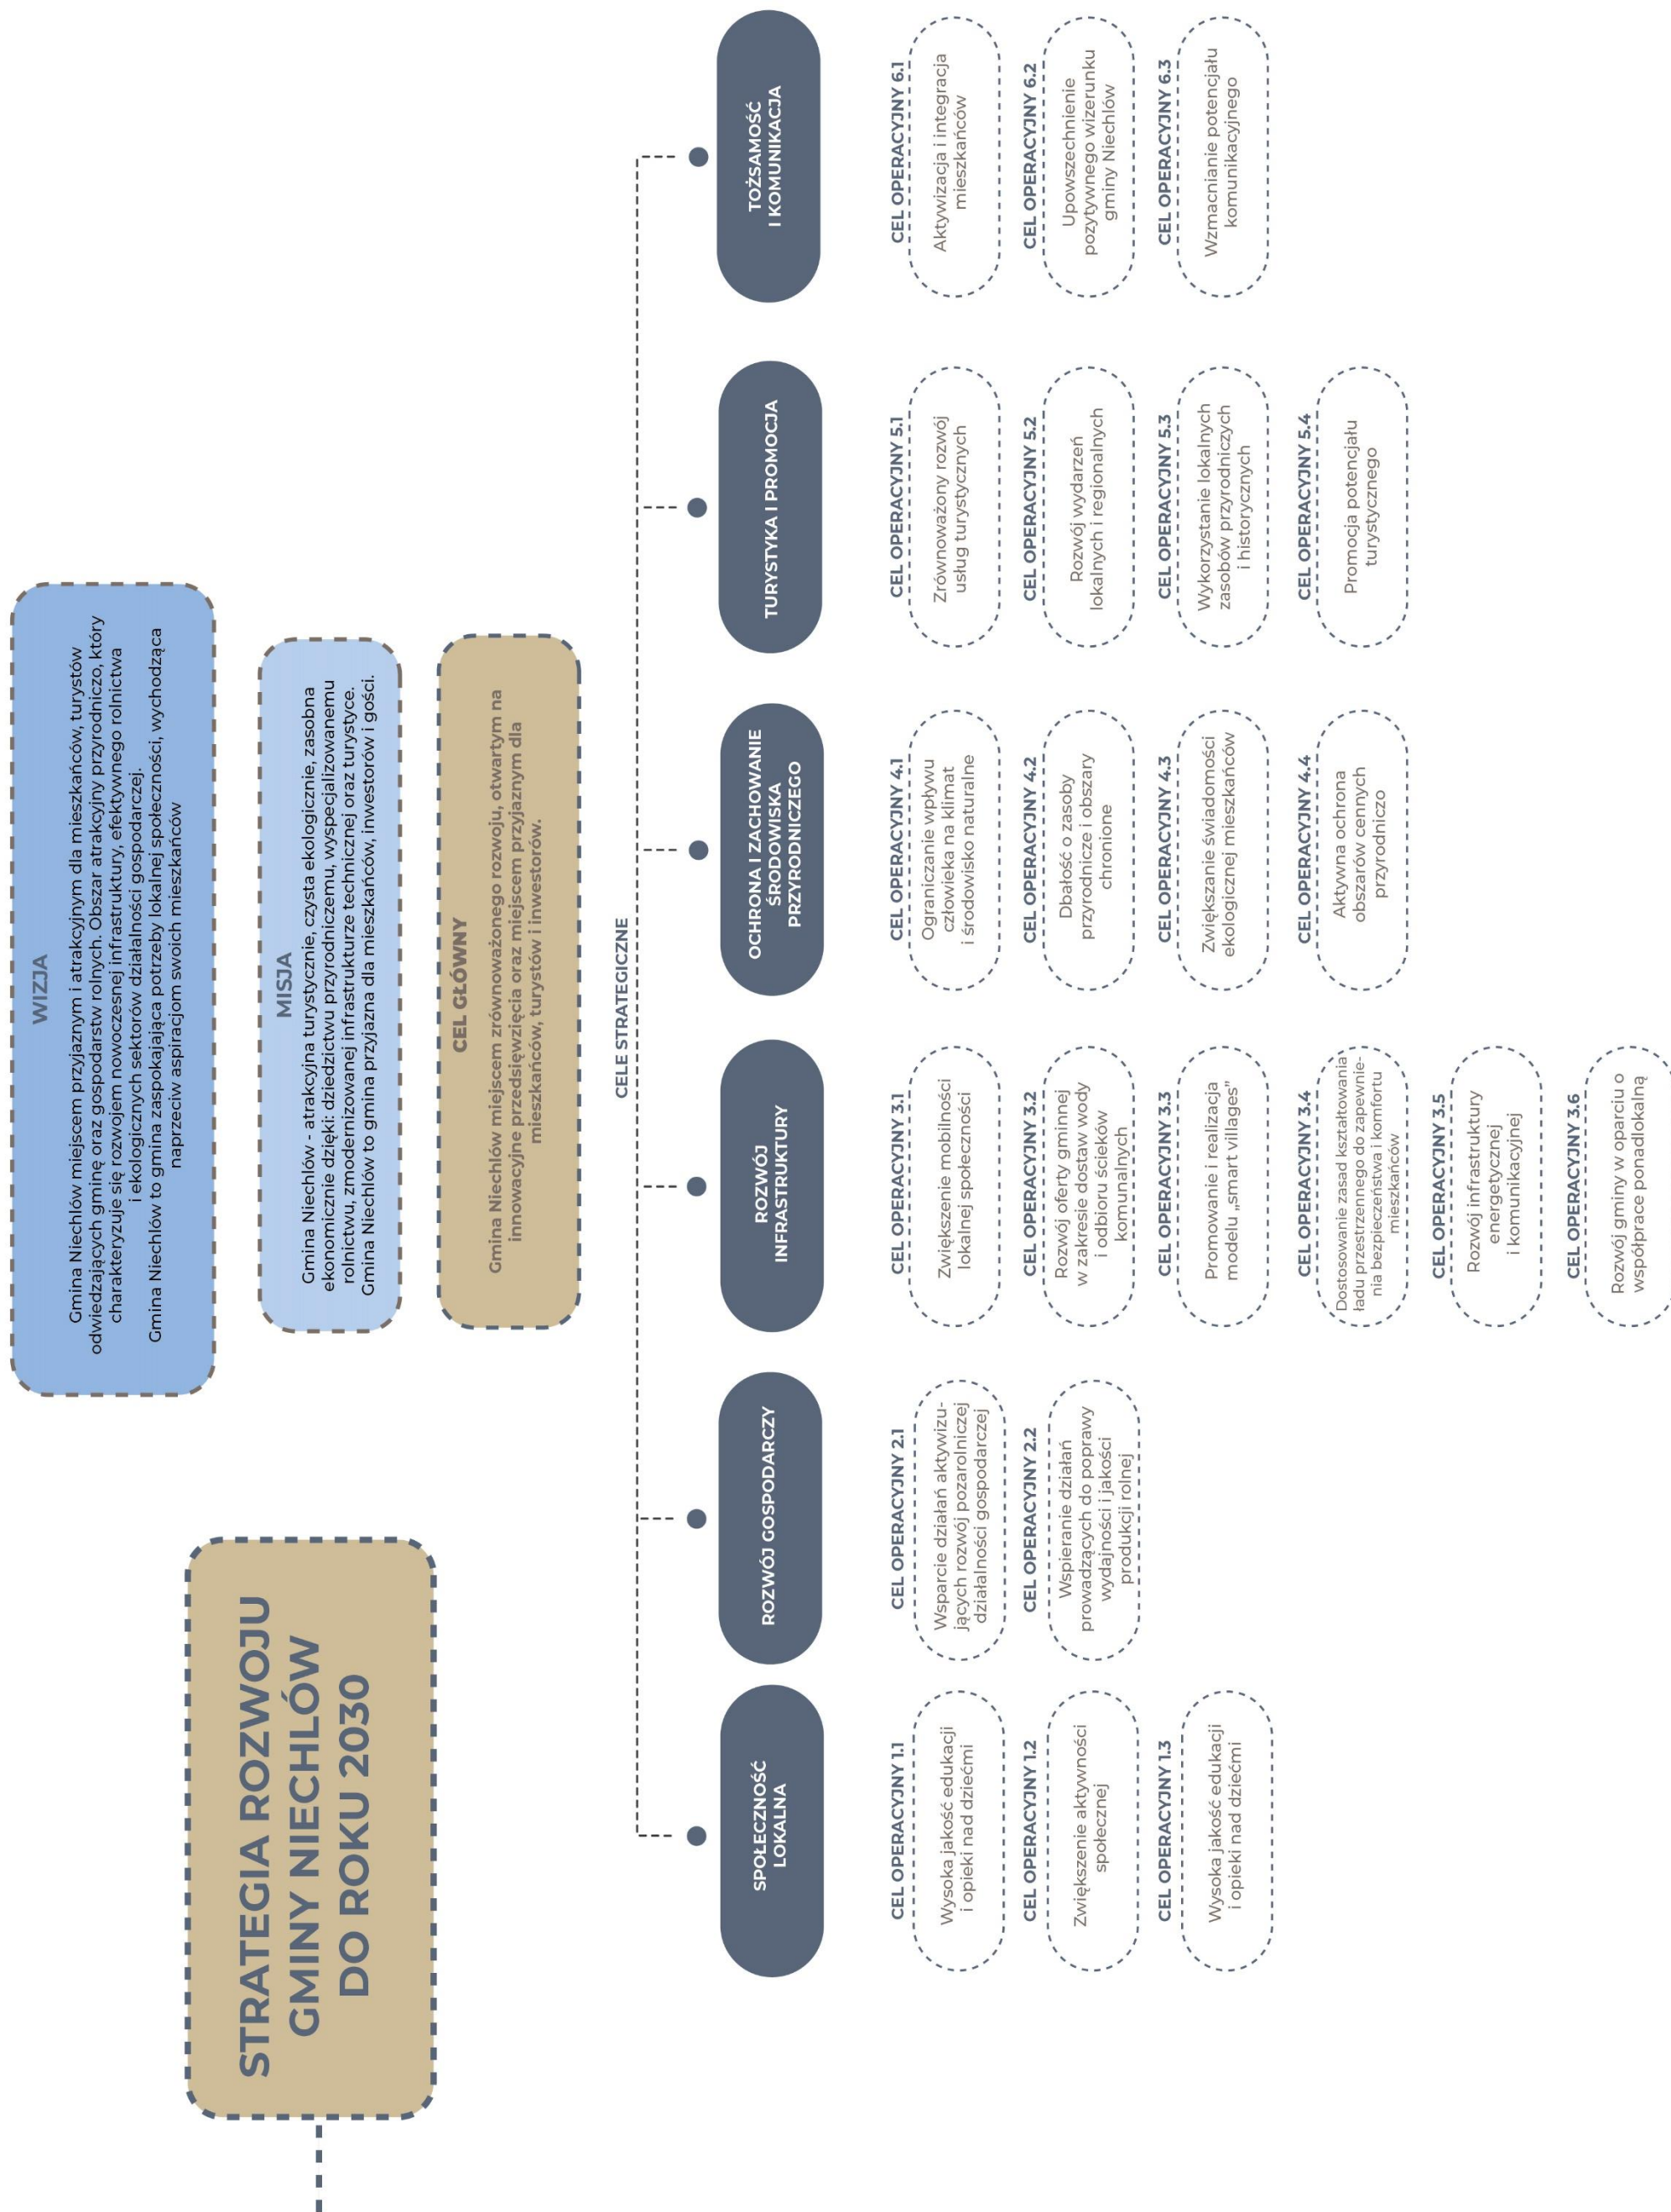 STRATEGIA ROZWOJU
GMINY NIECHLÓW
DO ROKU 2030
WIZJA
Gmina Niechlów miejscem przyjaznym i atrakcyjnym dla mieszkańców, turystów
odwiedzających gminę oraz gospodarstw rolnych. Obszar atrakcyjny przyrodniczo, który
charakteryzuje się rozwojem nowoczesnej infrastruktury, efektywnego rolnictwa
i ekologicznych sektorów działalności gospodarczej.
Gmina Niechlów to gmina zaspokajająca potrzeby lokalnej społeczności, wychodząca
naprzeciw aspiracjom swoich mieszkańców
MISJA
Gmina Niechlów - atrakcyjna turystycznie, czysta ekologicznie, zasobna
ekonomicznie dzięki: dziedzictwu przyrodniczemu, wyspecjalizowanemu
rolnictwu, zmodernizowanej infrastrukturze technicznej oraz turystyce.
Gmina Niechlów to gmina przyjazna dla mieszkańców, inwestorów i gości.
CEL GŁÓWNY
Gmina Niechlów miejscem zrównoważonego rozwoju, otwartym na
innowacyjne przedsięwzięcia oraz miejscem przyjaznym dla
mieszkańców, turystów i inwestorów.
CELE STRATEGICZNE
SPOŁECZNOŚĆ
LOKALNA
CEL OPERACYJNY 1.1
Wysoka jakość edukacji
i opieki nad dziećmi
CEL OPERACYJNY 1.2
Zwiększenie aktywności
społecznej
CEL OPERACYJNY 1.3
Wysoka jakość edukacji
i opieki nad dziećmi
ROZWÓJ GOSPODARCZY
CEL OPERACYJNY 2.1
Wsparcie działań aktywizu-
jących rozwój pozarolniczej
działalności gospodarczej
CEL OPERACYJNY 2.2
Wspieranie działań
prowadzących do poprawy
wydajności i jakości
produkcji rolnej
ROZWÓJ
INFRASTRUKTURY
CEL OPERACYJNY 3.1
Zwiększenie mobilności
lokalnej społeczności
CEL OPERACYJNY 3.2
Rozwój oferty gminnej
w zakresie dostaw wody
i odbioru ścieków
komunalnych
CEL OPERACYJNY 3.3
Promowanie i realizacja
modelu „smart villages”
CEL OPERACYJNY 3.4
Dostosowanie zasad kształtowania
ładu przestrzennego do zapewnie-
nia bezpieczeństwa i komfortu
mieszkańców
CEL OPERACYJNY 3.5
Rozwój infrastruktury
energetycznej
i komunikacyjnej
CEL OPERACYJNY 3.6
Rozwój gminy w oparciu o
współprace ponadlokalną
OCHRONA I ZACHOWANIE
ŚRODOWISKA
PRZYRODNICZEGO
CEL OPERACYJNY 4.1
Ograniczanie wpływu
człowieka na klimat
i środowisko naturalne
CEL OPERACYJNY 4.2
Dbałość o zasoby
przyrodnicze i obszary
chronione
CEL OPERACYJNY 4.3
Zwiększanie świadomości
ekologicznej mieszkańców
CEL OPERACYJNY 4.4
Aktywna ochrona
obszarów cennych
przyrodniczo
TURYSTYKA I PROMOCJA
CEL OPERACYJNY 5.1
Zrównoważony rozwój
usług turystycznych
CEL OPERACYJNY 5.2
Rozwój wydarzeń
lokalnych i regionalnych
CEL OPERACYJNY 5.3
Wykorzystanie lokalnych
zasobów przyrodniczych
i historycznych
CEL OPERACYJNY 5.4
Promocja potencjału
turystycznego
TOŻSAMOŚĆ
I KOMUNIKACJA
CEL OPERACYJNY 6.1
Aktywizacja i integracja
mieszkańców
CEL OPERACYJNY 6.2
Upowszechnienie
pozytywnego wizerunku
gminy Niechlów
CEL OPERACYJNY 6.3
Wzmacnianie potencjału
komunikacyjnego